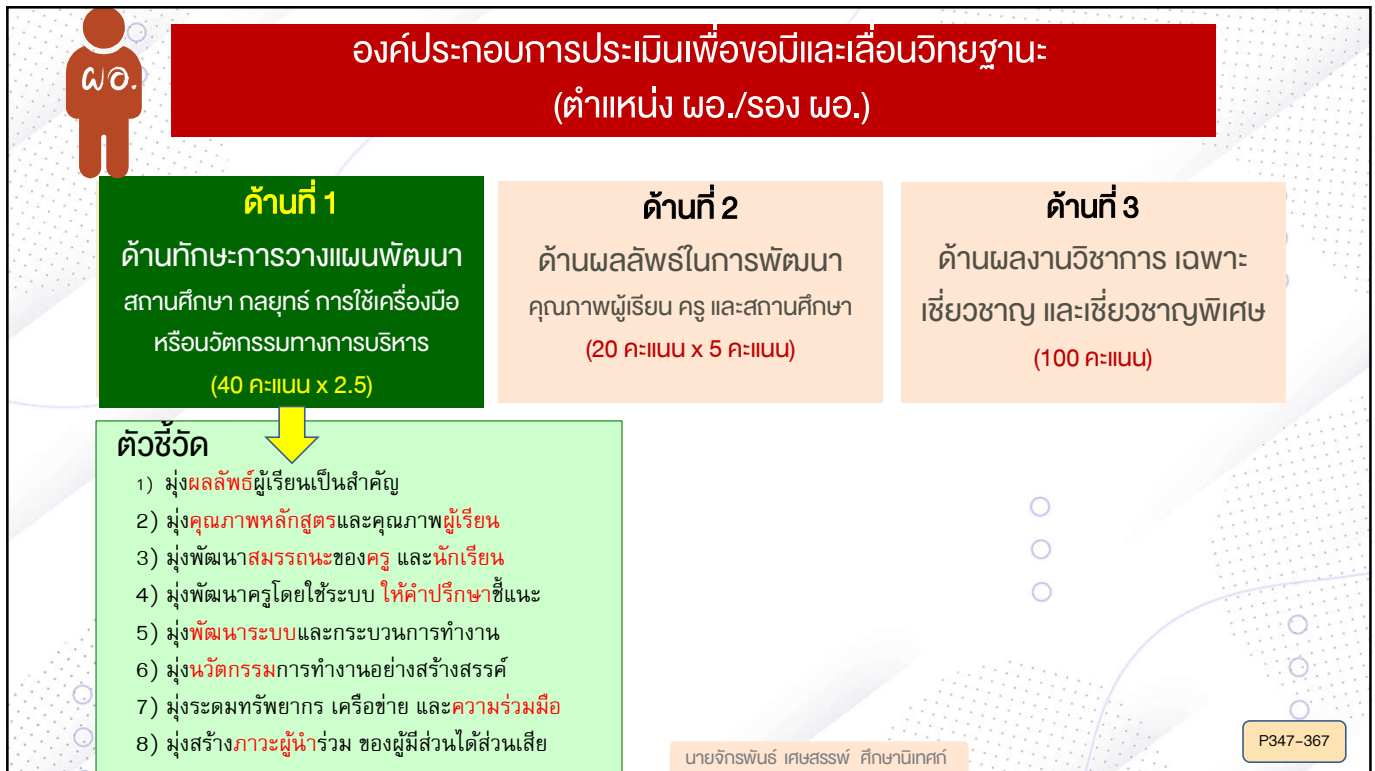 ผอ.
องค์ประกอบการประเมินเพื่อขอมีและเลื่อนวิทยฐานะ
(ตำแหน่ง ผอ./รอง ผอ.)
ด้านที่ 1
ด้านทักษะการวางแผนพัฒนา
สถานศึกษา กลยุทธ์ การใช้เครื่องมือ
หรือนวัตกรรมทางการบริหาร
(40 คะแนน x 2.5)
ด้านที่ 2
ด้านผลลัพธ์ในการพัฒนา
คุณภาพผู้เรียน ครู และสถานศึกษา
(20 คะแนน x 5 คะแนน)
ด้านที่ 3
ด้านผลงานวิชาการ เฉพาะ
เชี่ยวชาญ และเชี่ยวชาญพิเศษ
(100 คะแนน)
ตัวชี้วัด
1) มุ่งผลลัพธ์ผู้เรียนเป็นสำคัญ
2) มุ่งคุณภาพหลักสูตรและคุณภาพผู้เรียน
3) มุ่งพัฒนาสมรรถนะของครู และนักเรียน
4) มุ่งพัฒนาครูโดยใช้ระบบ ให้คำปรึกษาชี้แนะ
5) มุ่งพัฒนาระบบและกระบวนการทำงาน
6) มุ่งนวัตกรรมการทำงานอย่างสร้างสรรค์
7) มุ่งระดมทรัพยากร เครือข่าย และความร่วมมือ
8) มุ่งสร้างภาวะผู้นำร่วม ของผู้มีส่วนได้ส่วนเสีย
นายจักรพันธ์ เศษสรรพ์ ศึกษานิเทศก์
P347-367